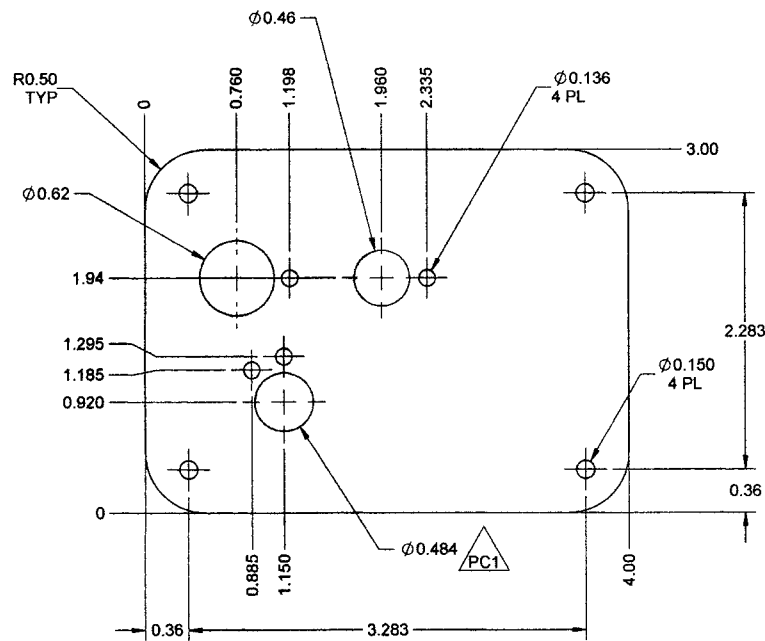 Ø0.46
R0.50
TYP
0
0.760
1.198
1.960
2.335
Ø0.136
4 PL
3.00
Ø0.62
1.94
1.295
1.185
0.920
2.283
Ø0.150
4 PL
0.36
0
0.885
1.150
Ø0.484
PC1
4.00
0.36
3.283